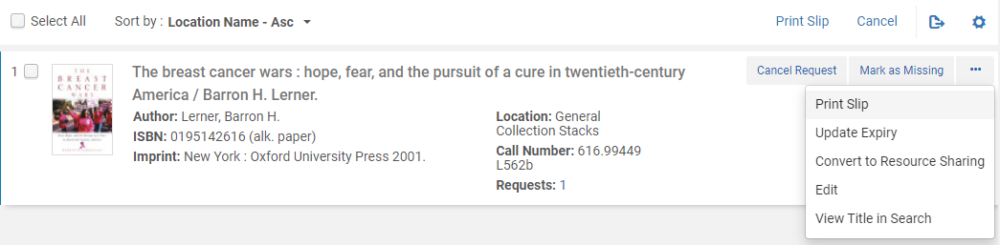 Select All Sort by : Location Name - Asc Print Slip Cancel
1
THE
BREAST
CANCER
WARS
The breast cancer wars : hope, fear, and the pursuit of a cure in twentieth-century
America / Barron H. Lerner.
Author: Lerner, Barron H.
ISBN: 0195142616 (alk. paper)
Imprint: New York : Oxford University Press 2001.
Location: General
Collection Stacks
Call Number: 616.99449
L562b
Requests: 1
Cancel Request Mark as Missing ...
Print Slip
Update Expiry
Convert to Resource Sharing
Edit
View Title in Search